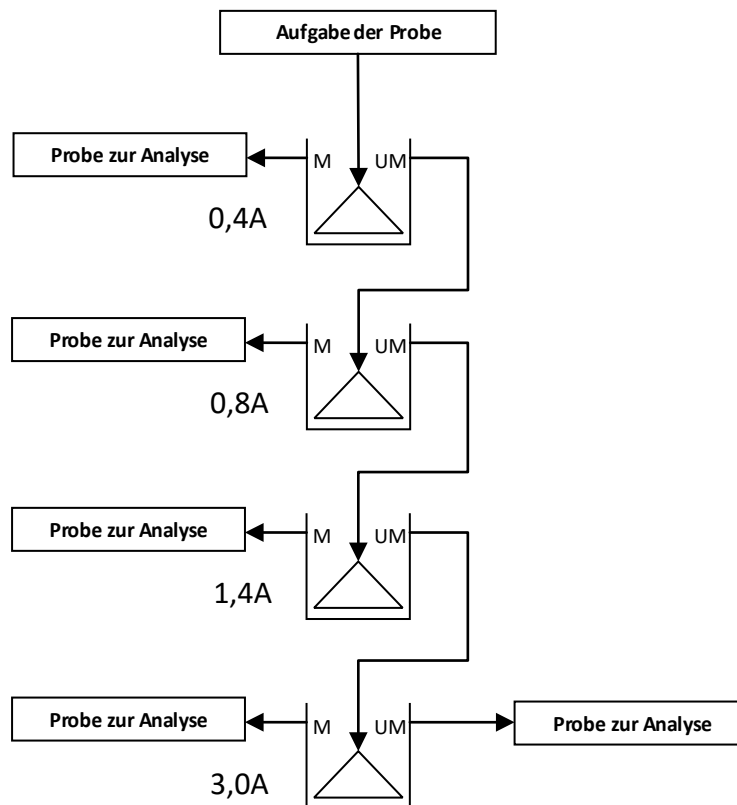 Aufgabe der Probe
Probe zur Analyse
M UM
0,4A
Probe zur Analyse
M UM
0,8A
Probe zur Analyse
M UM
1,4A
Probe zur Analyse
M UM
Probe zur Analyse
3,0A